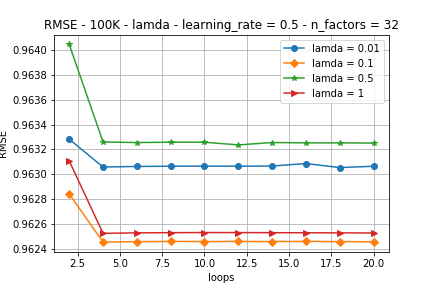 RMSE - 100K - lamda - learning_rate = 0.5 - n_factors = 32
0.9640
0.9638
0.9636
0.9634
0.9632
0.9630
0.9628
0.9626
0.9624
RMSE
lamda = 0.01
lamda = 0.1
lamda = 0.5
lamda = 1
2.5 5.0 7.5 10.0 12.5 15.0 17.5 20.0
loops